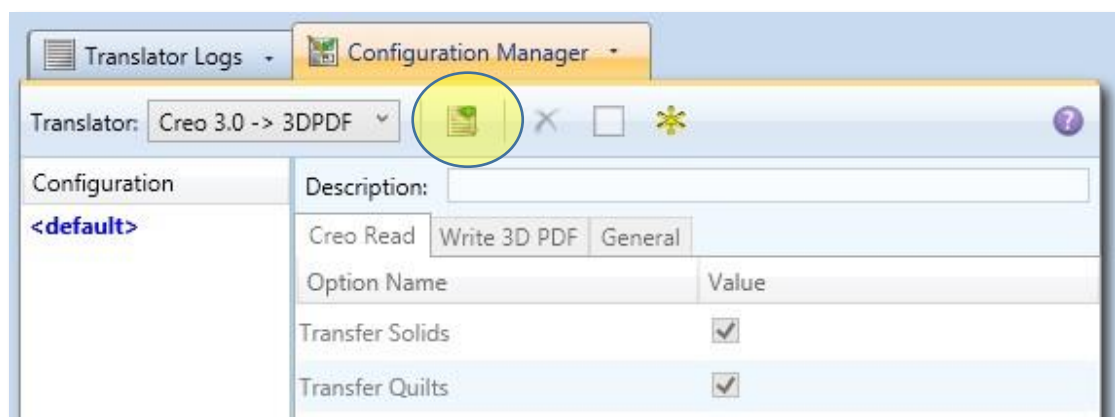 Translator Logs
Configuration Manager
Translator: Creo 3.0 -> 3DPDF
?
Configuration
Description:
<default>
Creo Read
Write 3D PDF
General
Option Name
Value
Transfer Solids
Transfer Quilts